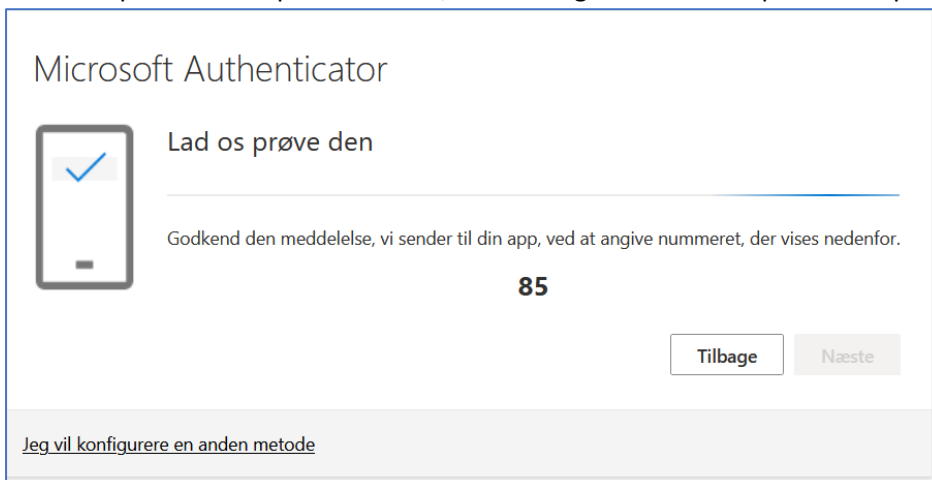 Microsoft Authenticator
Lad os prøve den
Godkend den meddelelse, vi sender til din app, ved at angive nummeret, der vises nedenfor.
85
Tilbage
Næste
Jeg vil konfigurere en anden metode